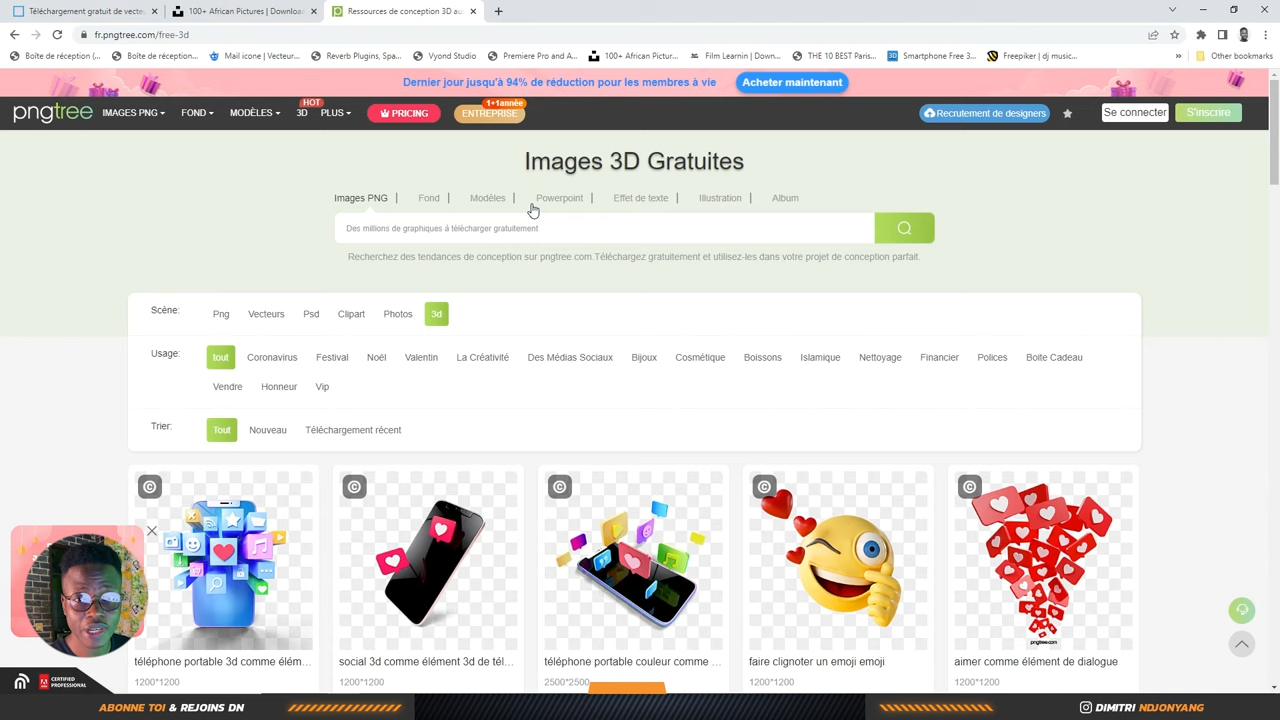 Téléchargement gratuit de vecte
100+ African Pictures | Downloa
Ressources de conception 3D au
fr.pngtree.com/free-3d
Boîte de réception (...
Boîte de réception...
Mail icone | Vecteur...
Reverb Plugins, Spa...
Vyond Studio
Premiere Pro and A...
100+ African Pictur...
Film Learnin | Down...
THE 10 BEST Paris...
Smartphone Free 3...
Freepiker | dj music...
»
Other bookmarks
Dernier jour jusqu'à 94% de réduction pour les membres à vie
Acheter maintenant
pngtree
IMAGES PNG
FOND
MODÈLES
3D
HOT
PLUS
PRICING
1+1année
ENTREPRISE
Recrutement de designers
Se connecter
S'inscrire
Images 3D Gratuites
Images PNG | Fond | Modèles | Powerpoint | Effet de texte | Illustration | Album
Des millions de graphiques à télécharger gratuitement
Recherchez des tendances de conception sur pngtree.com.Téléchargez gratuitement et utilisez-les dans votre projet de conception parfait.
Scène: Png Vecteurs Psd Clipart Photos 3d
Usage: tout Coronavirus Festival Noël Valentin La Créativité Des Médias Sociaux Bijoux Cosmétique Boissons Islamique Nettoyage Financier Polices Boite Cadeau
Vendre Honneur Vip
Trier: Tout Nouveau Téléchargement récent
pngtree.com
téléphone portable 3d comme élém...
social 3d comme élément 3d de tél...
téléphone portable couleur comme ...
faire clignoter un emoji emoji
aimer comme élément de dialogue
1200*1200
1200*1200
2500*2500
1200*1200
1200*1200
CERTIFIED
PROFESSIONAL
ABONNE TOI & REJOINS DN
DIMITRI NDJONYANG